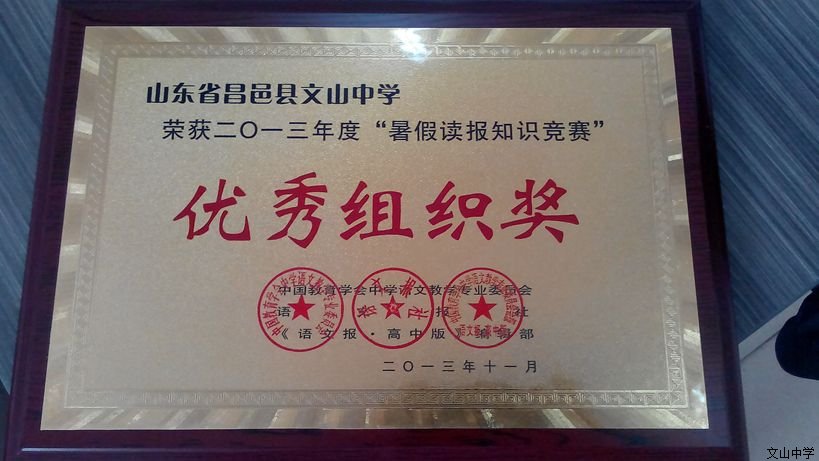 山东省昌邑县文山中学
荣获二〇一三年度“暑假读报知识竞赛”
优秀组织奖
中国教育学会中学语文教学专业委员会
语文报社
《语文报·高中版》编辑部
二〇一三年十一月
文山中学